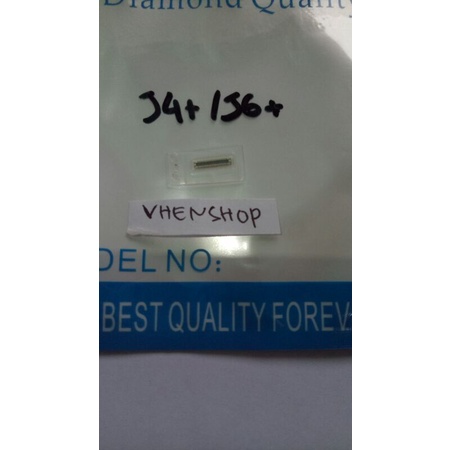 Diamond Quality
J4+ / J6+
VHENSHOP
DEL NO:
BEST QUALITY FOREV